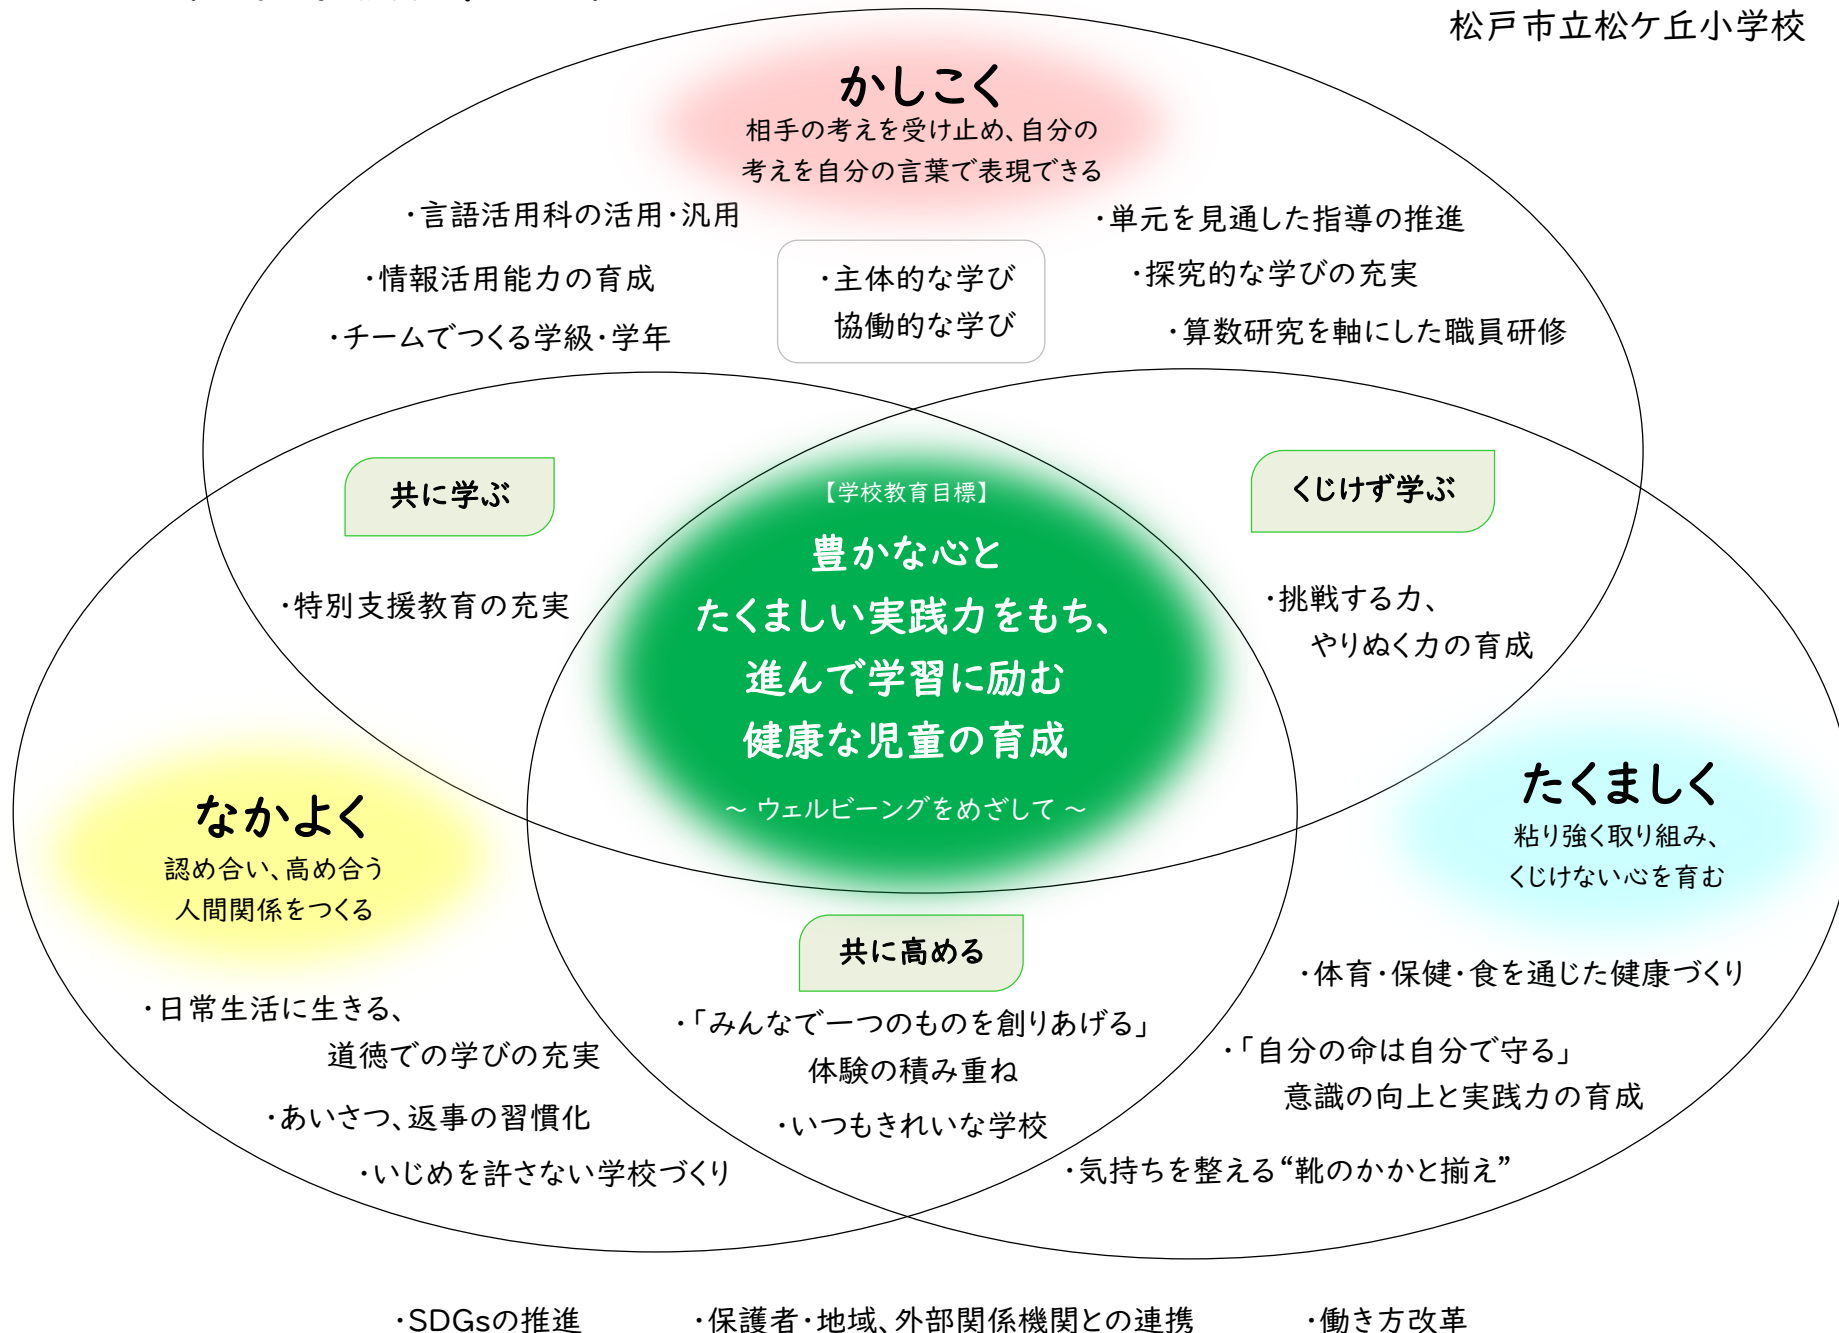 松戸市立松ケ丘小学校
かしこく
相手の考えを受け止め、自分の
考えを自分の言葉で表現できる
・言語活用科の活用・汎用
・情報活用能力の育成
・チームでつくる学級・学年
・主体的な学び
協働的な学び
・単元を見通した指導の推進
・探究的な学びの充実
・算数研究を軸にした職員研修
共に学ぶ
・特別支援教育の充実
【学校教育目標】
豊かな心と
たくましい実践力をもち、
進んで学習に励む
健康な児童の育成
～ ウェルビーングをめざして ～
くじけず学ぶ
・挑戦する力、
やりぬく力の育成
なかよく
認め合い、高め合う
人間関係をつくる
・日常生活に生きる、
道徳での学びの充実
・あいさつ、返事の習慣化
・いじめを許さない学校づくり
共に高める
・「みんなで一つのものを創りあげる」
体験の積み重ね
・いつもきれいな学校
たくましく
粘り強く取り組み、
くじけない心を育む
・体育・保健・食を通じた健康づくり
・「自分の命は自分で守る」
意識の向上と実践力の育成
・気持ちを整える“靴のかかと揃え”
・SDGsの推進
・保護者・地域、外部関係機関との連携
・働き方改革